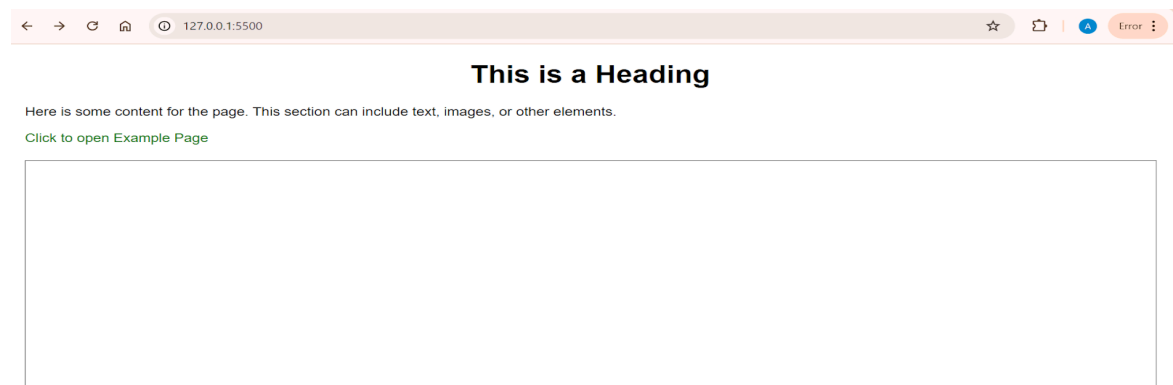 127.0.0.1:5500
A
Error
This is a Heading
Here is some content for the page. This section can include text, images, or other elements.
Click to open Example Page